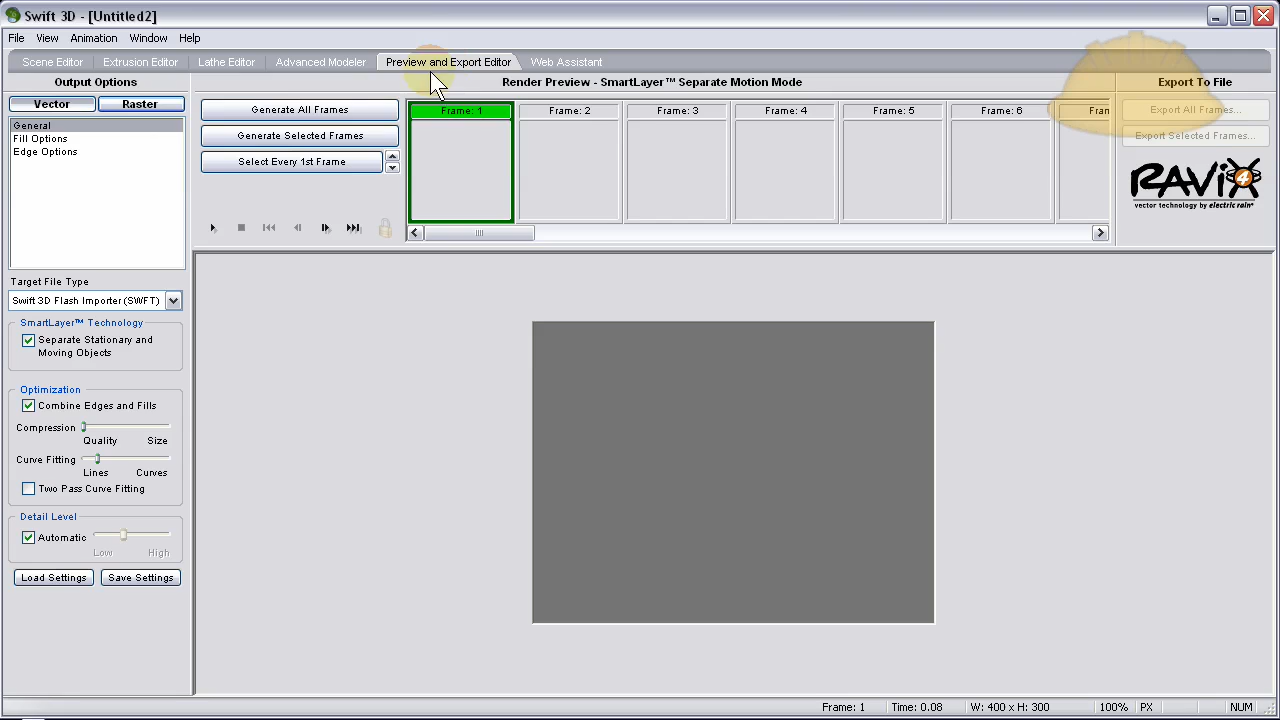 Swift 3D - [Untitled2]
File View Animation Window Help
Scene Editor Extrusion Editor Lathe Editor Advanced Modeler Preview and Export Editor Web Assistant
Output Options
Vector Raster
General
Fill Options
Edge Options
Target File Type
Swift 3D Flash Importer (SWFT)
SmartLayer™ Technology
Separate Stationary and
Moving Objects
Optimization
Combine Edges and Fills
Compression
Quality Size
Curve Fitting
Lines Curves
Two Pass Curve Fitting
Detail Level
Automatic
Low High
Load Settings Save Settings
Render Preview - SmartLayer™ Separate Motion Mode
Generate All Frames
Generate Selected Frames
Select Every 1st Frame
Frame: 1 Frame: 2 Frame: 3 Frame: 4 Frame: 5 Frame: 6 Fran
Export To File
Export All Frames...
Export Selected Frames...
RAVIX 4
vector technology by electric rain®
Frame: 1 Time: 0.08 W: 400 x H: 300 100% PX NUM